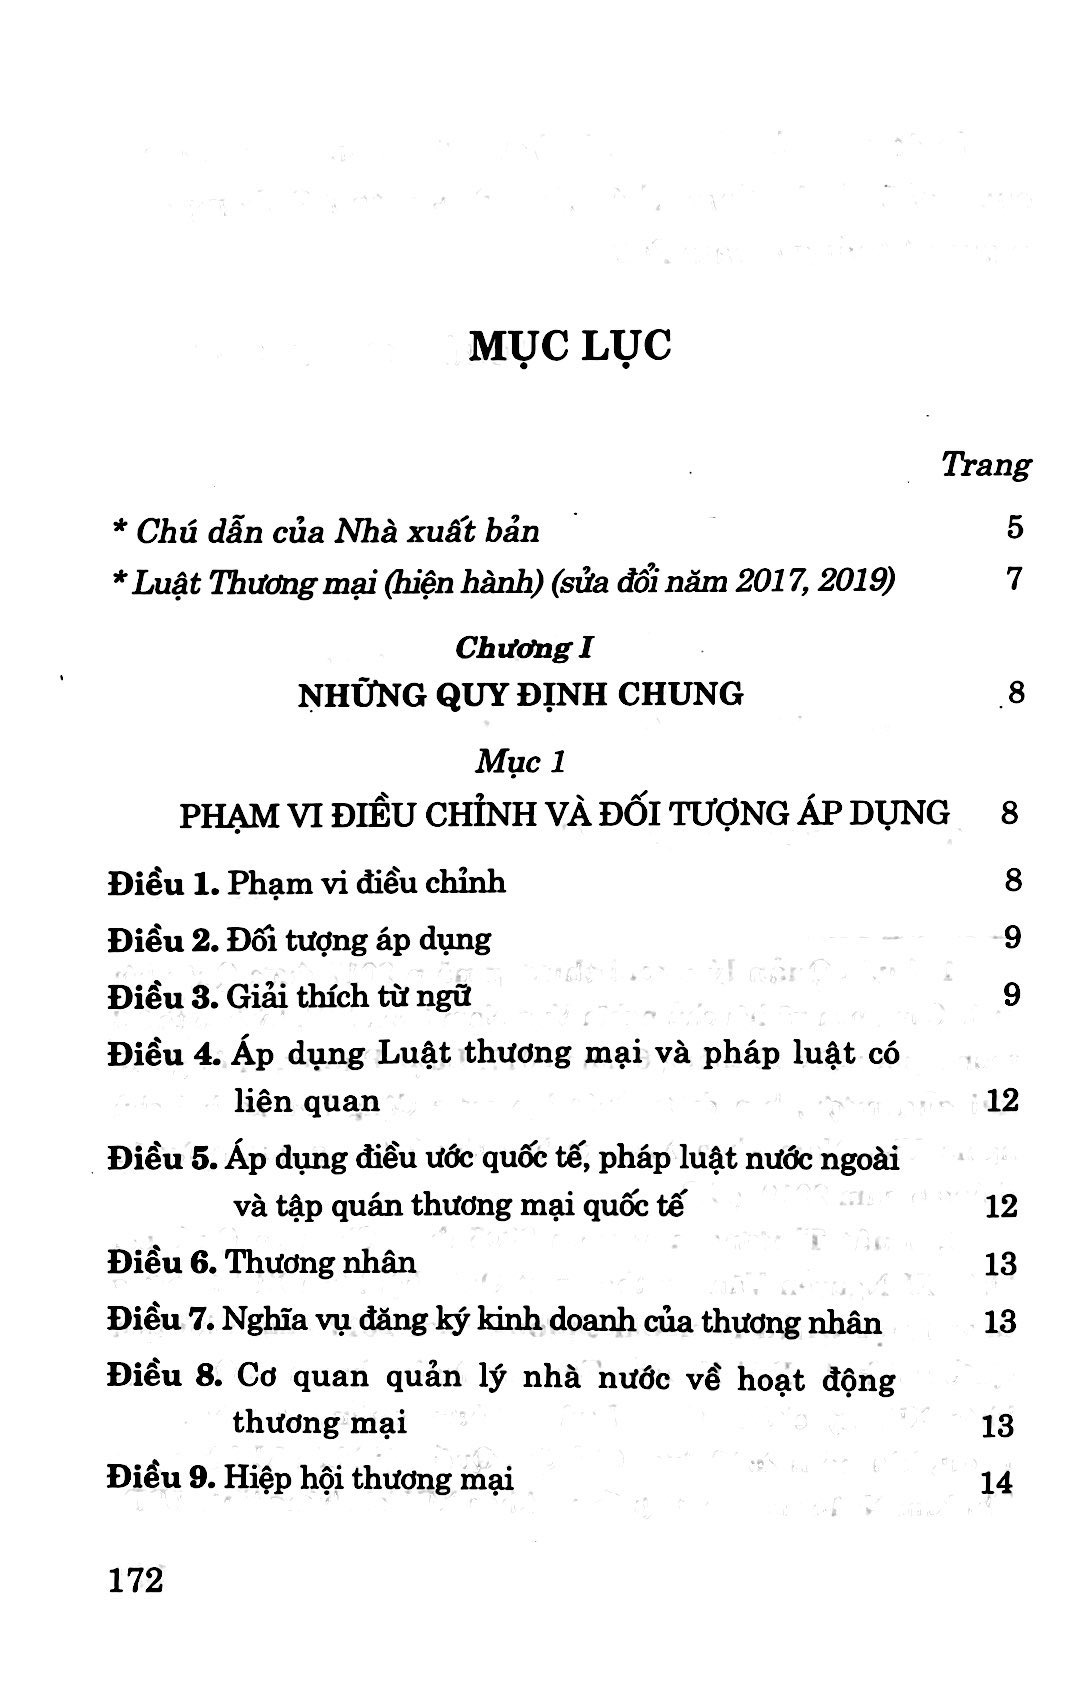 MỤC LỤC
Trang
* Chú dẫn của Nhà xuất bản 5
* Luật Thương mại (hiện hành) (sửa đổi năm 2017, 2019) 7
Chương I
NHỮNG QUY ĐỊNH CHUNG 8
Mục 1
PHẠM VI ĐIỀU CHỈNH VÀ ĐỐI TƯỢNG ÁP DỤNG 8
Điều 1. Phạm vi điều chỉnh 8
Điều 2. Đối tượng áp dụng 9
Điều 3. Giải thích từ ngữ 9
Điều 4. Áp dụng Luật thương mại và pháp luật có
liên quan 12
Điều 5. Áp dụng điều ước quốc tế, pháp luật nước ngoài
và tập quán thương mại quốc tế 12
Điều 6. Thương nhân 13
Điều 7. Nghĩa vụ đăng ký kinh doanh của thương nhân 13
Điều 8. Cơ quan quản lý nhà nước về hoạt động
thương mại 13
Điều 9. Hiệp hội thương mại 14
172